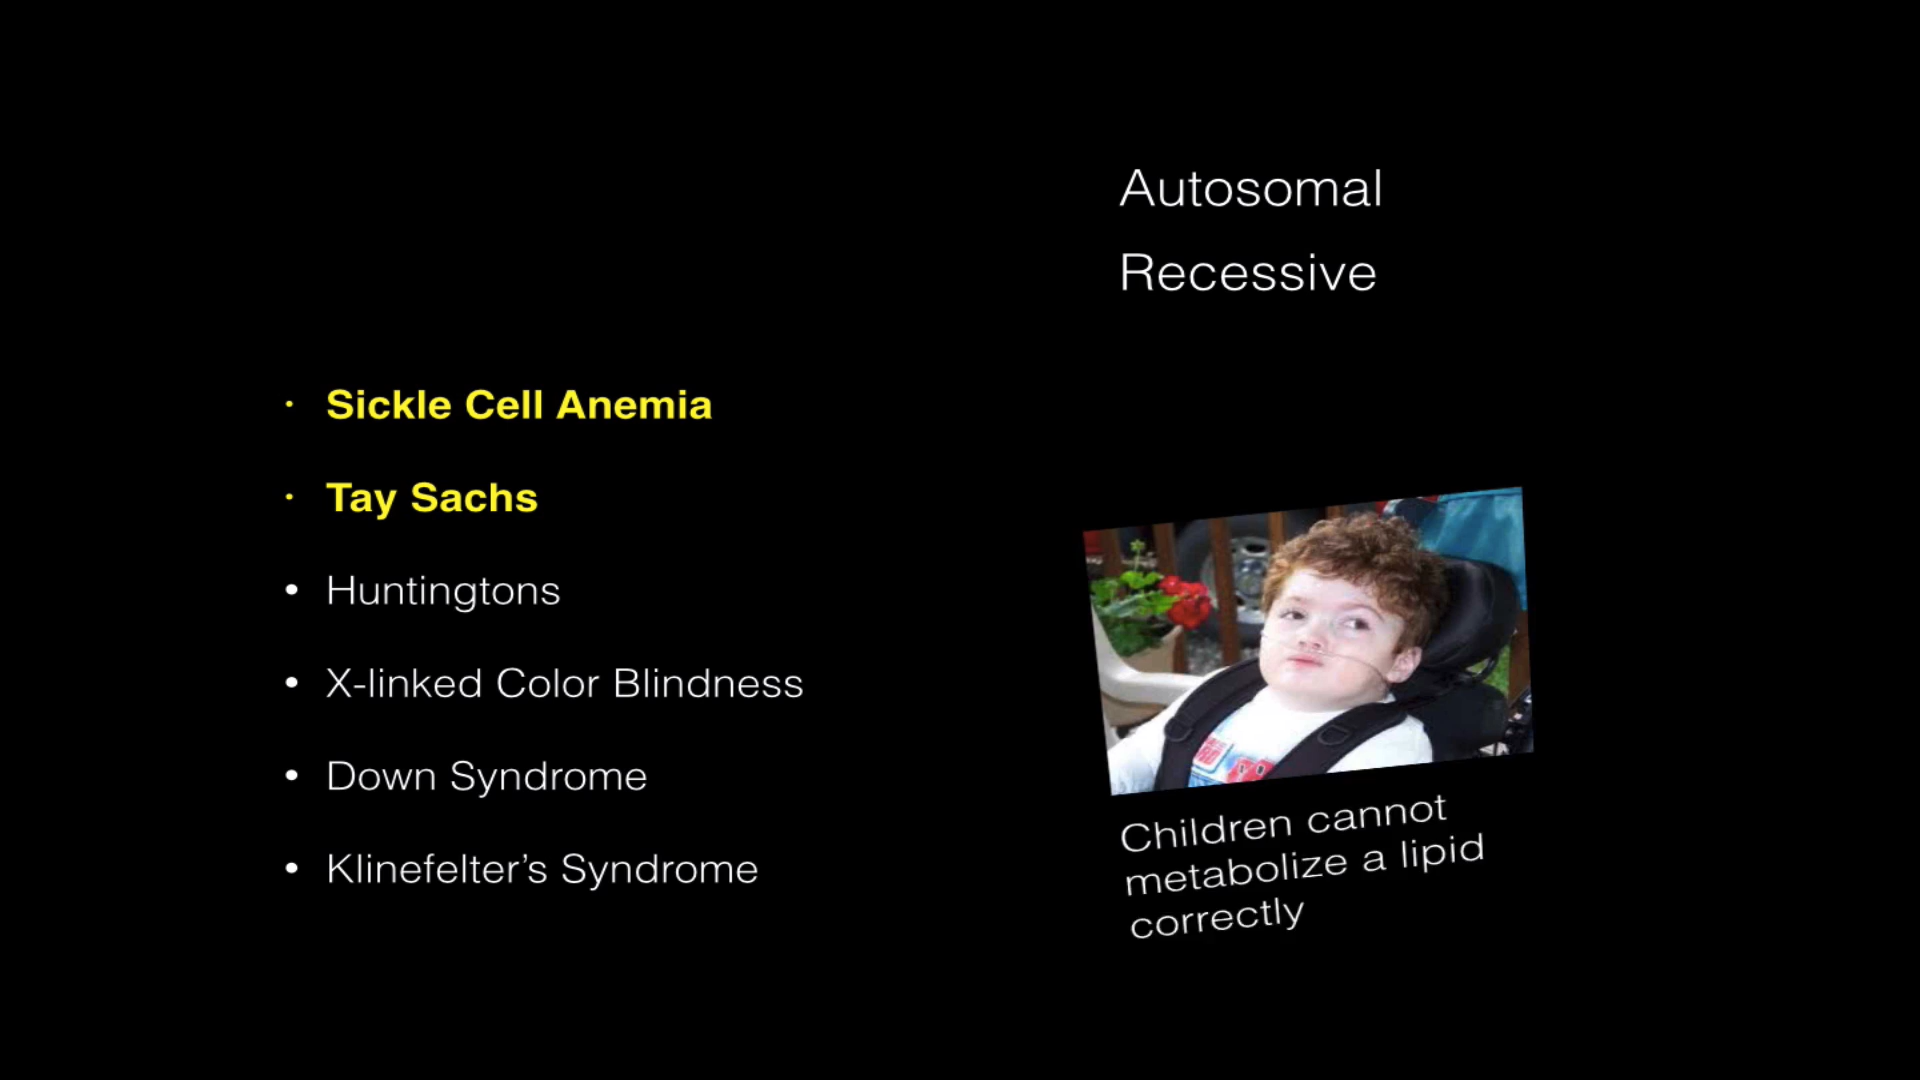 Autosomal
Recessive
· Sickle Cell Anemia
· Tay Sachs
• Huntingtons
• X-linked Color Blindness
• Down Syndrome
• Klinefelter’s Syndrome
Children cannot
metabolize a lipid
correctly